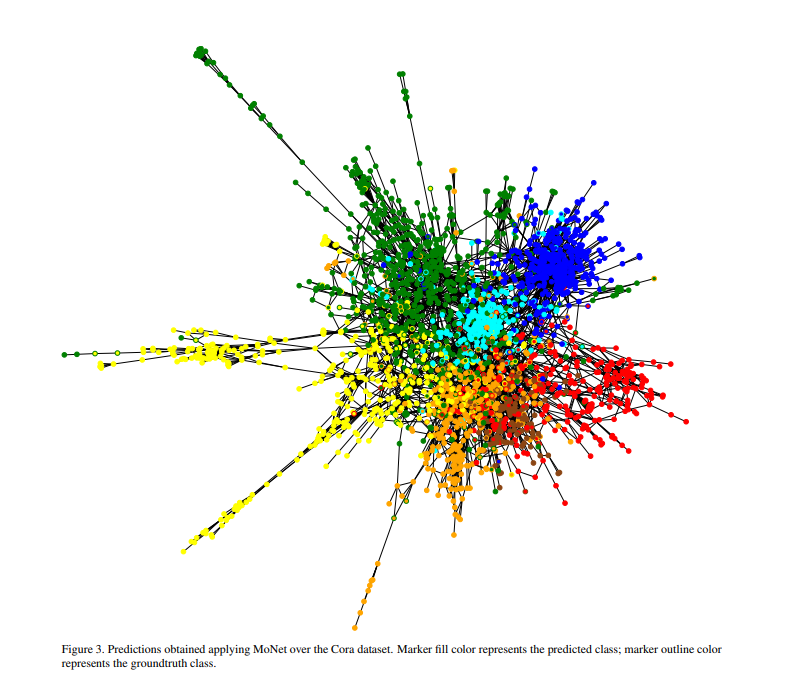 Figure 3. Predictions obtained applying MoNet over the Cora dataset. Marker fill color represents the predicted class; marker outline color
represents the groundtruth class.